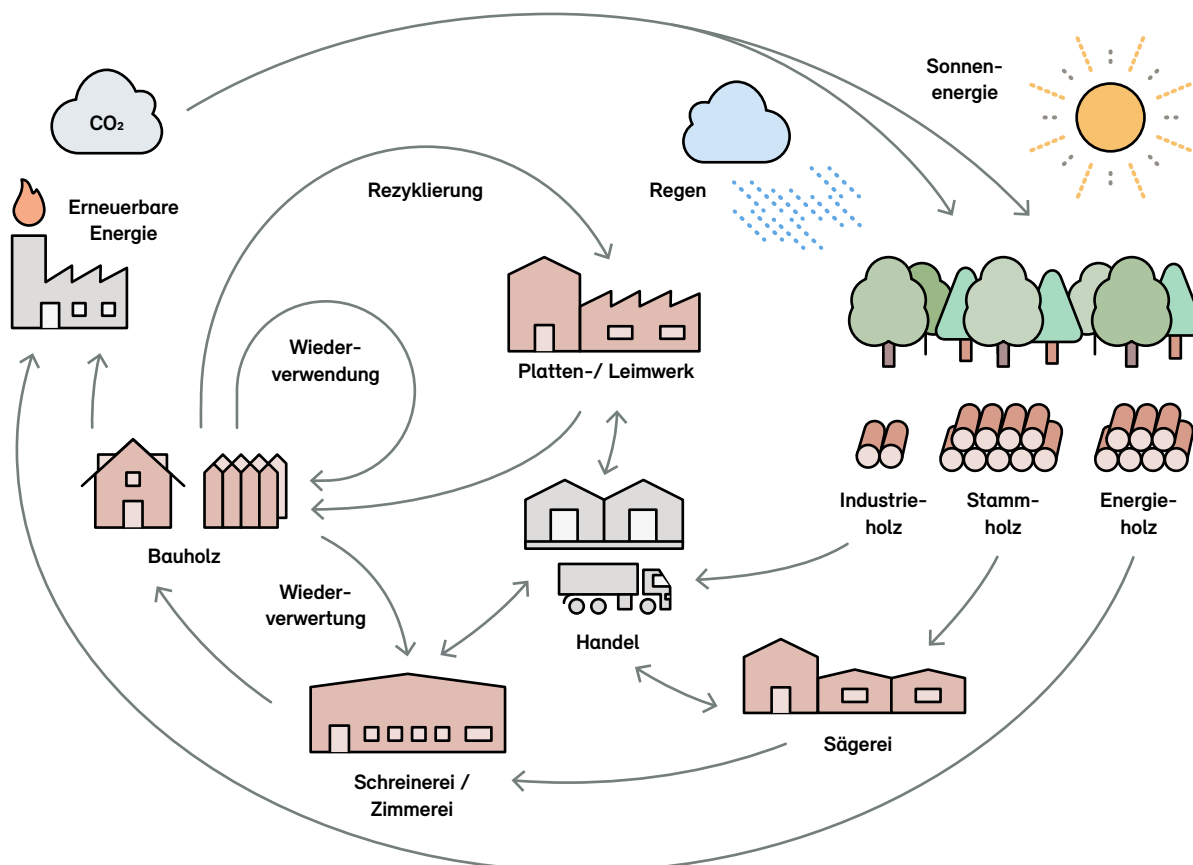 Sonnen-
energie
CO₂
Rezyklierung
Regen
Erneuerbare
Energie
Wieder-
verwendung
Platten-/ Leimwerk
Industrie-
holz
Stamm-
holz
Energie-
holz
Bauholz
Wieder-
verwertung
Handel
Sägerei
Schreinerei /
Zimmerei